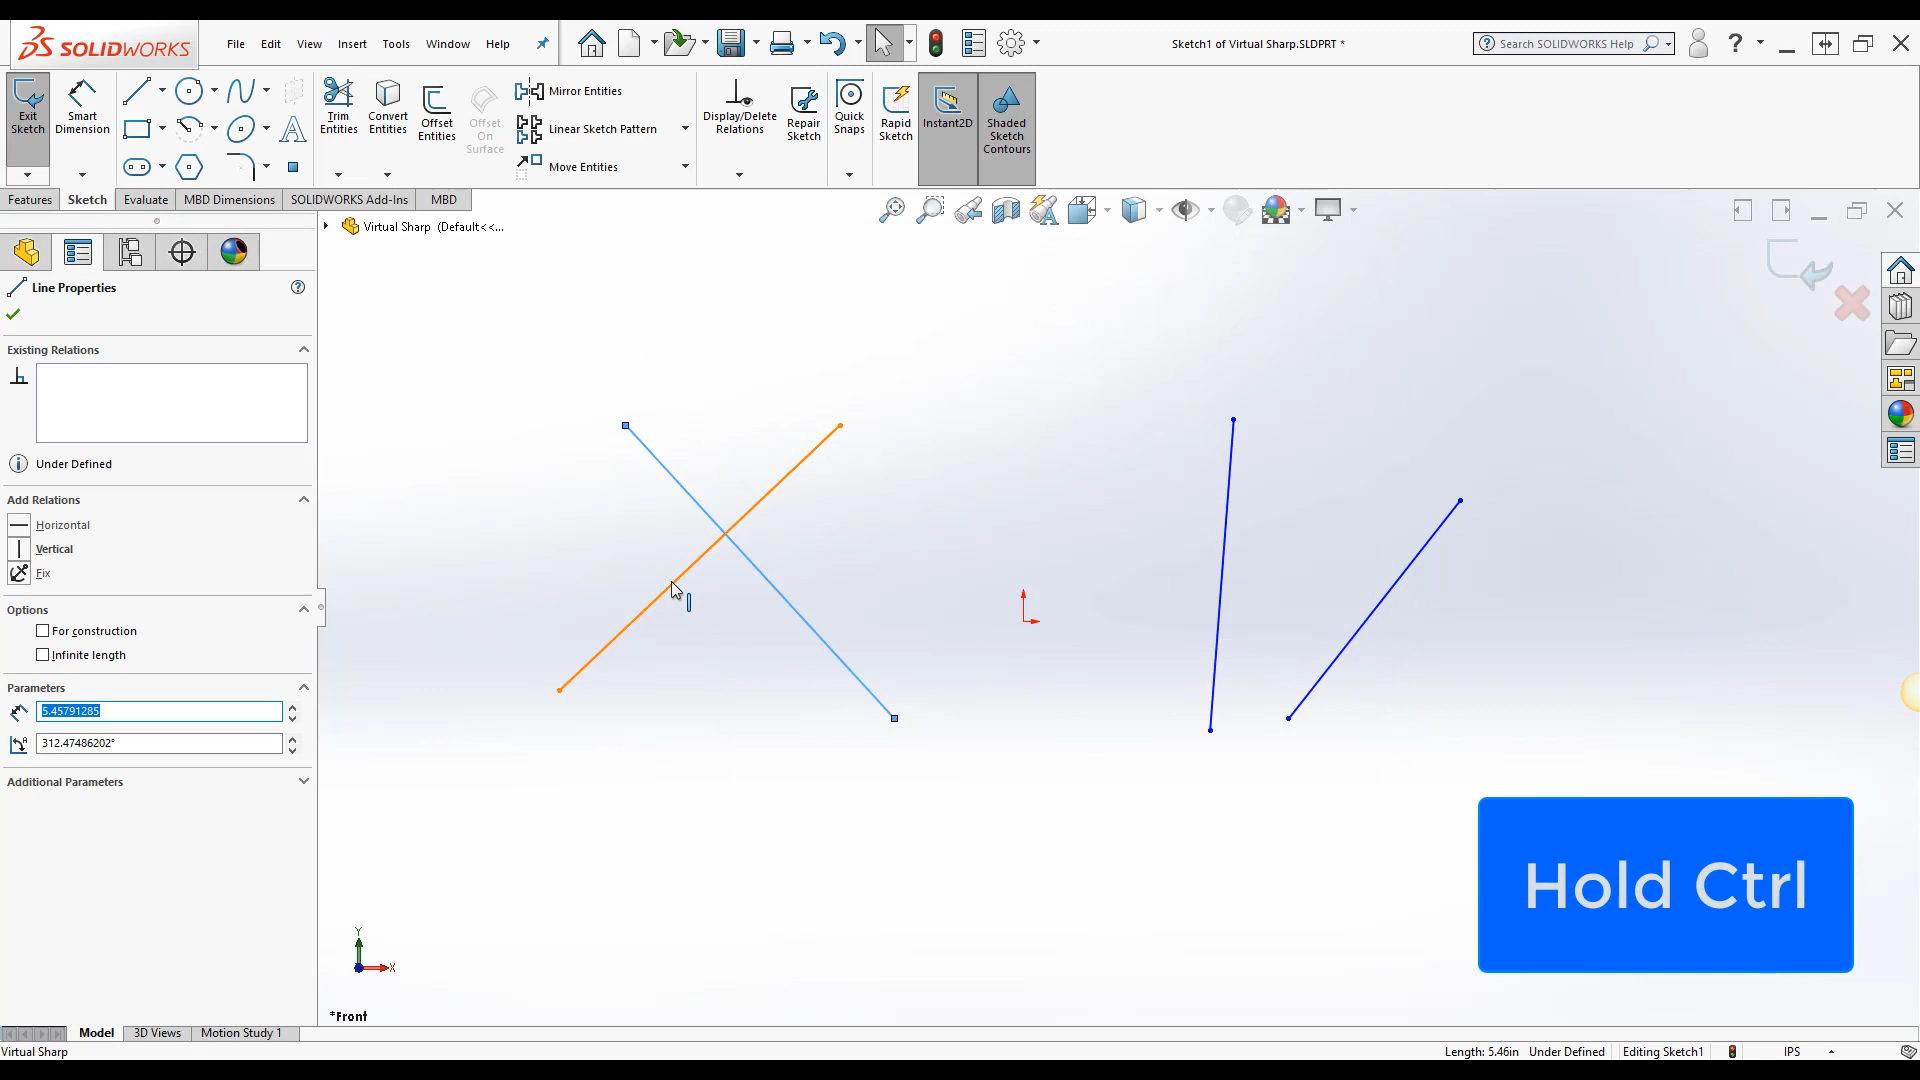 SOLIDWORKS
File Edit View Insert Tools Window Help
Sketch1 of Virtual Sharp.SLDPRT *
Search SOLIDWORKS Help
?
Exit Sketch
Smart Dimension
Trim Entities
Convert Entities
Offset Entities
Offset On Surface
Mirror Entities
Linear Sketch Pattern
Move Entities
Display/Delete Relations
Repair Sketch
Quick Snaps
Rapid Sketch
Instant2D
Shaded Sketch Contours
Features Sketch Evaluate MBD Dimensions SOLIDWORKS Add-Ins MBD
Virtual Sharp (Default<<...
Line Properties
Existing Relations
Under Defined
Add Relations
Horizontal
Vertical
Fix
Options
For construction
Infinite length
Parameters
5.45791285
312.47486202°
Additional Parameters
Hold Ctrl
Y
X
*Front
Model 3D Views Motion Study 1
Virtual Sharp
Length: 5.46in Under Defined Editing Sketch1 IPS